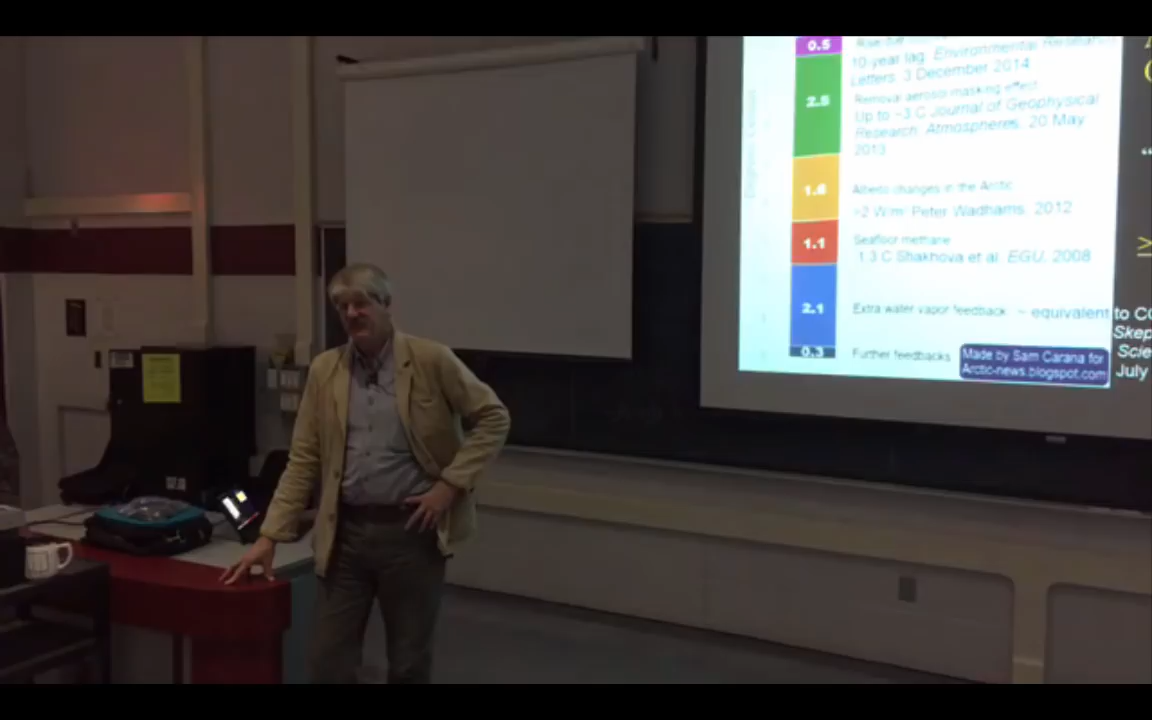 0.5
10-year lag. Environmental Research
Letters, 3 December 2014
2.5
Removal aerosol masking effect
Up to ~3 C Journal of Geophysical
Research: Atmospheres, 20 May
2013
1.6
Albedo changes in the Arctic
~2 W/m² Peter Wadhams, 2012
1.1
Seafloor methane
1.3 C Shakhova et al. EGU, 2008
2.1
Extra water vapor feedback ~ equivalent to CO
Skep
Scie
July
0.3
Further feedbacks
Made by Sam Carana for
Arctic-news.blogspot.com
≥